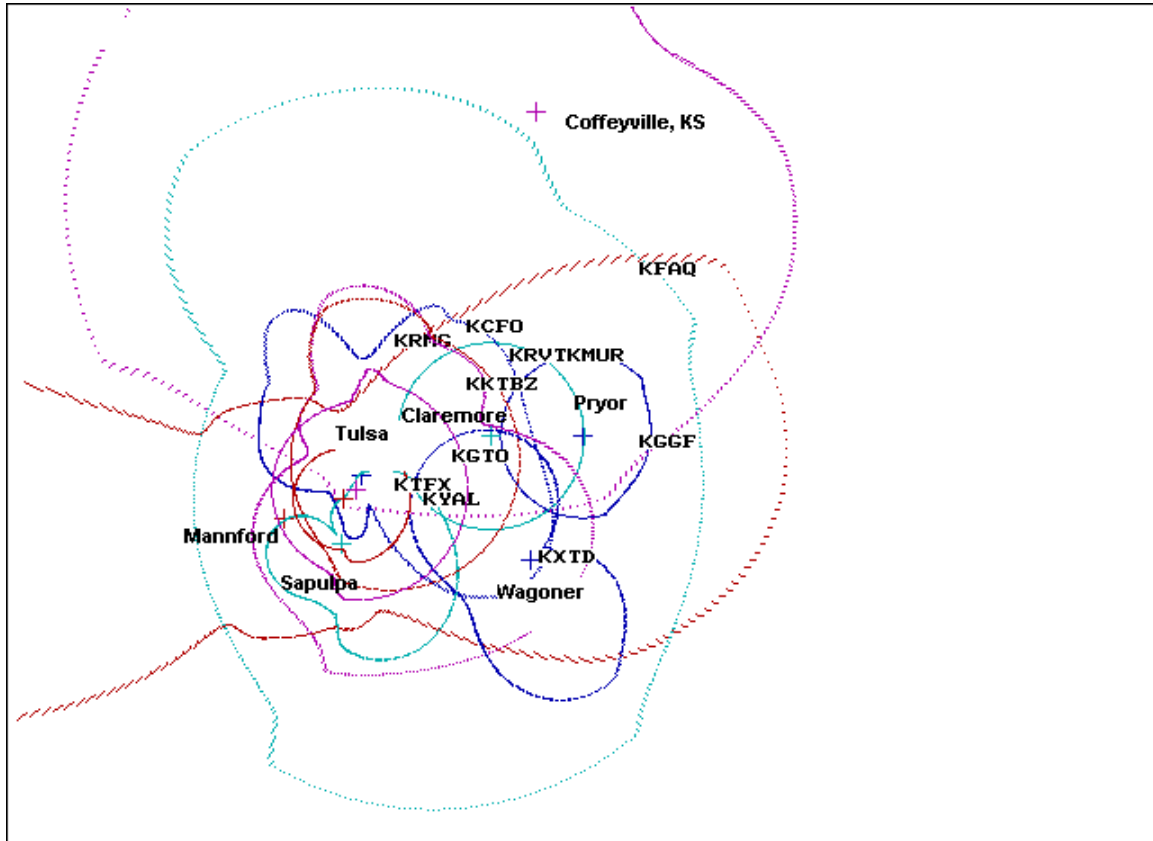 Coffeyville, KS
KFAQ
KCFO
KRMG
KRVTKMUR
KKTBZ
Pryor
Claremore
Tulsa
KGGF
KGTO
KTFX
KYAL
Mannford
KXTD
Sapulpa
Wagoner